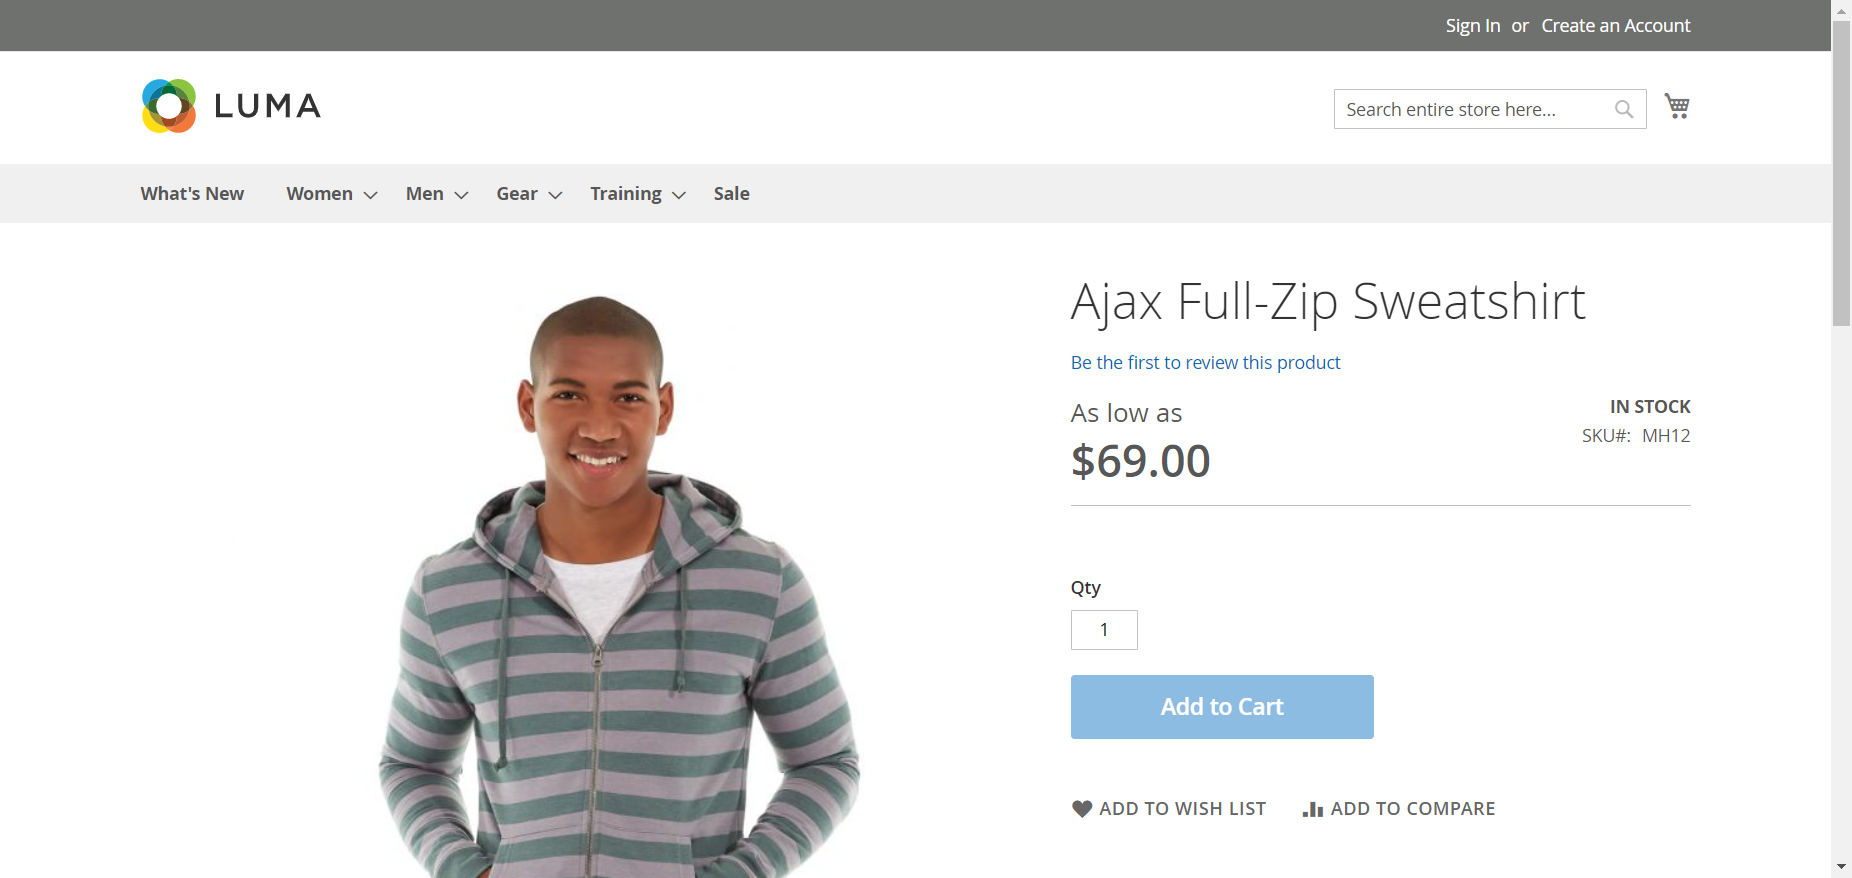 Sign In or Create an Account
LUMA
Search entire store here...
What's New Women Men Gear Training Sale
Ajax Full-Zip Sweatshirt
Be the first to review this product
As low as
$69.00
IN STOCK
SKU#: MH12
Qty
1
Add to Cart
ADD TO WISH LIST ADD TO COMPARE